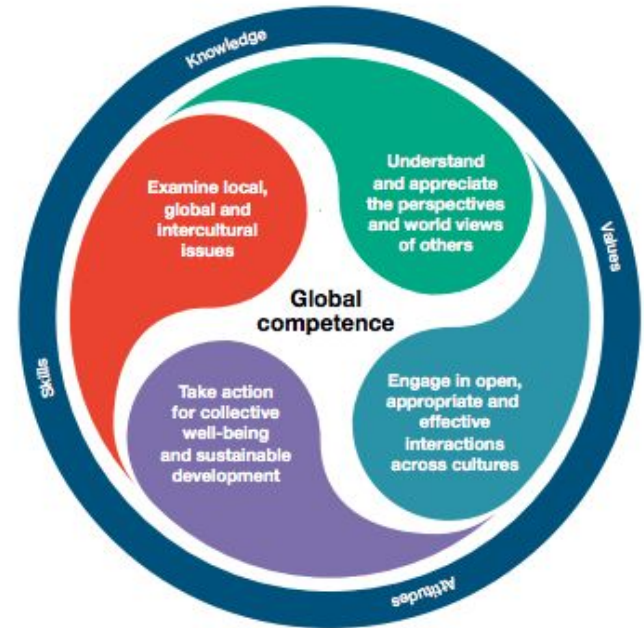 Knowledge
Understand
and appreciate
the perspectives
and world views
of others
Examine local,
global and
intercultural
issues
Values
Global
competence
Skills
Take action
for collective
well-being
and sustainable
development
Engage in open,
appropriate and
effective
interactions
across cultures
Attitudes